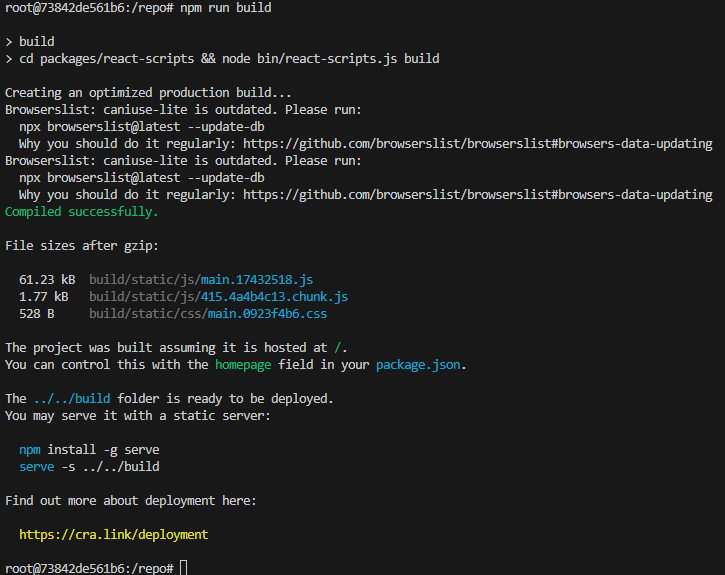 root@73842de561b6:/repo# npm run build
> build
> cd packages/react-scripts && node bin/react-scripts.js build
Creating an optimized production build...
Browserslist: caniuse-lite is outdated. Please run:
  npx browserslist@latest --update-db
  Why you should do it regularly: https://github.com/browserslist/browserslist#browsers-data-updating
Browserslist: caniuse-lite is outdated. Please run:
  npx browserslist@latest --update-db
  Why you should do it regularly: https://github.com/browserslist/browserslist#browsers-data-updating
Compiled successfully.
File sizes after gzip:
  61.23 kB  build/static/js/main.17432518.js
  1.77 kB   build/static/js/415.4a4b4c13.chunk.js
  528 B     build/static/css/main.0923f4b6.css
The project was built assuming it is hosted at /.
You can control this with the homepage field in your package.json.
The ../../build folder is ready to be deployed.
You may serve it with a static server:
  npm install -g serve
  serve -s ../../build
Find out more about deployment here:
  https://cra.link/deployment
root@73842de561b6:/repo#